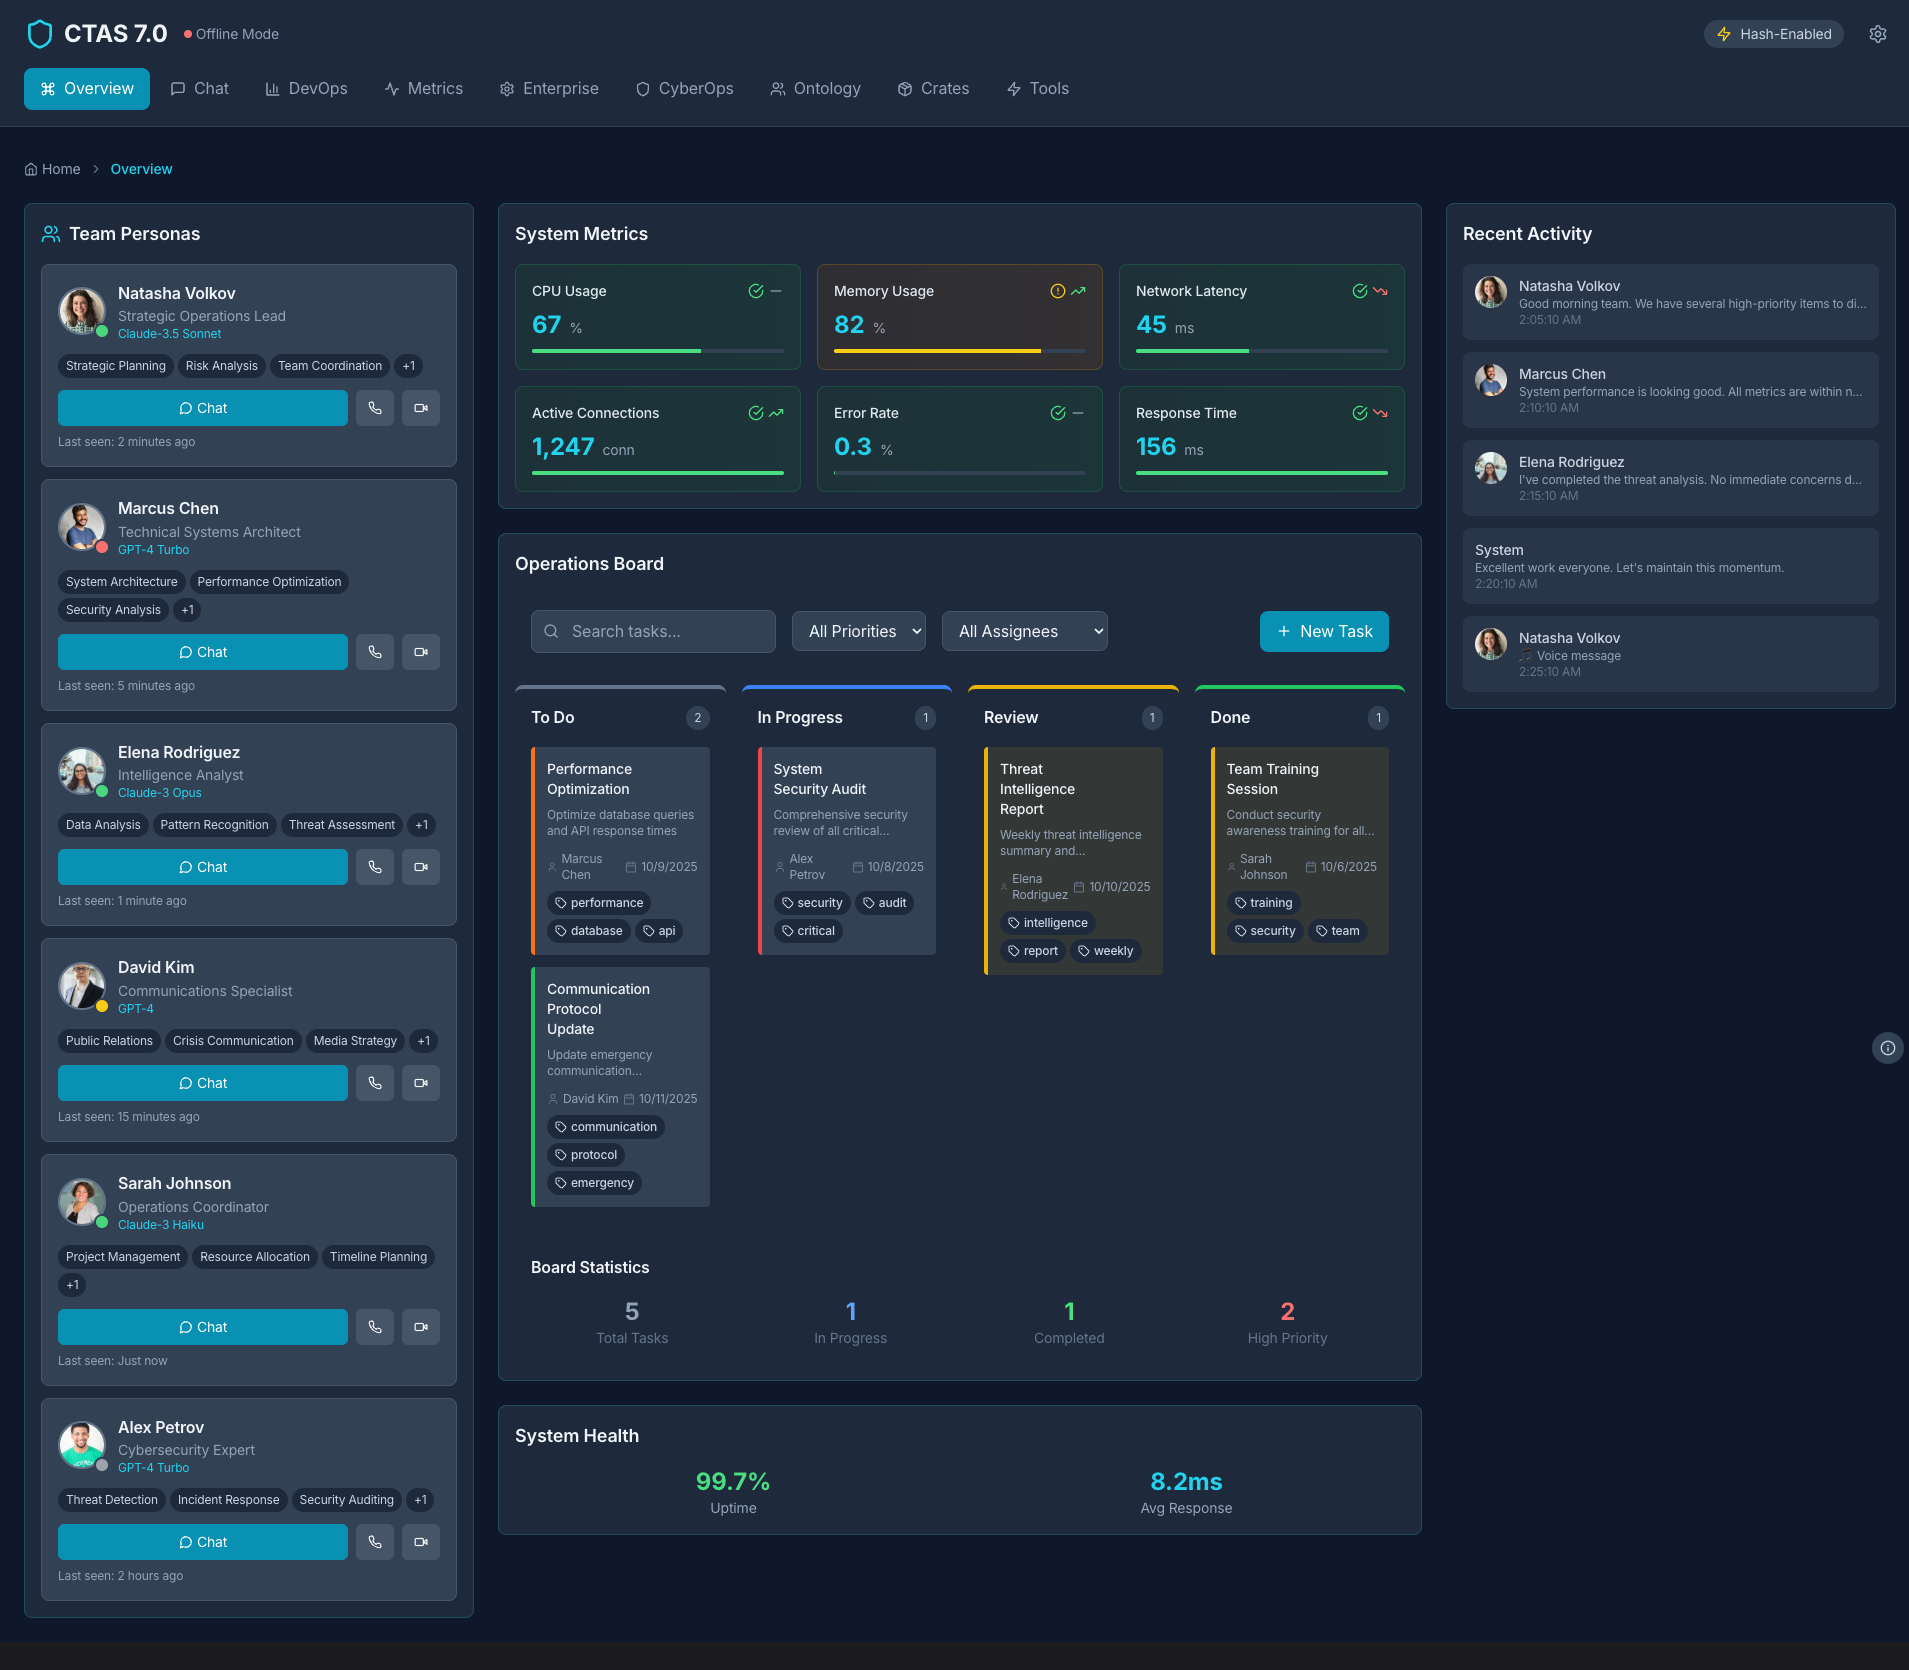 CTAS 7.0
Offline Mode
Hash-Enabled
Overview
Chat
DevOps
Metrics
Enterprise
CyberOps
Ontology
Crates
Tools
Home
Overview
Team Personas
Natasha Volkov
Strategic Operations Lead
Claude-3.5 Sonnet
Strategic Planning Risk Analysis Team Coordination +1
Chat
Last seen: 2 minutes ago
Marcus Chen
Technical Systems Architect
GPT-4 Turbo
System Architecture Performance Optimization
Security Analysis +1
Chat
Last seen: 5 minutes ago
Elena Rodriguez
Intelligence Analyst
Claude-3 Opus
Data Analysis Pattern Recognition Threat Assessment +1
Chat
Last seen: 1 minute ago
David Kim
Communications Specialist
GPT-4
Public Relations Crisis Communication Media Strategy +1
Chat
Last seen: 15 minutes ago
Sarah Johnson
Operations Coordinator
Claude-3 Haiku
Project Management Resource Allocation Timeline Planning
+1
Chat
Last seen: Just now
Alex Petrov
Cybersecurity Expert
GPT-4 Turbo
Threat Detection Incident Response Security Auditing +1
Chat
Last seen: 2 hours ago
System Metrics
CPU Usage
67 %
Memory Usage
82 %
Network Latency
45 ms
Active Connections
1,247 conn
Error Rate
0.3 %
Response Time
156 ms
Operations Board
Search tasks...
All Priorities
All Assignees
New Task
To Do 2
Performance
Optimization
Optimize database queries
and API response times
Marcus
Chen
10/9/2025
performance
database api
Communication
Protocol
Update
Update emergency
communication...
David Kim 10/11/2025
communication
protocol
emergency
In Progress 1
System
Security Audit
Comprehensive security
review of all critical...
Alex
Petrov
10/8/2025
security audit
critical
Review 1
Threat
Intelligence
Report
Weekly threat intelligence
summary and...
Elena
Rodriguez
10/10/2025
intelligence
report weekly
Done 1
Team Training
Session
Conduct security
awareness training for all...
Sarah
Johnson
10/6/2025
training
security team
Board Statistics
5
Total Tasks
1
In Progress
1
Completed
2
High Priority
System Health
99.7%
Uptime
8.2ms
Avg Response
Recent Activity
Natasha Volkov
Good morning team. We have several high-priority items to di...
2:05:10 AM
Marcus Chen
System performance is looking good. All metrics are within n...
2:10:10 AM
Elena Rodriguez
I've completed the threat analysis. No immediate concerns d...
2:15:10 AM
System
Excellent work everyone. Let's maintain this momentum.
2:20:10 AM
Natasha Volkov
🎵 Voice message
2:25:10 AM